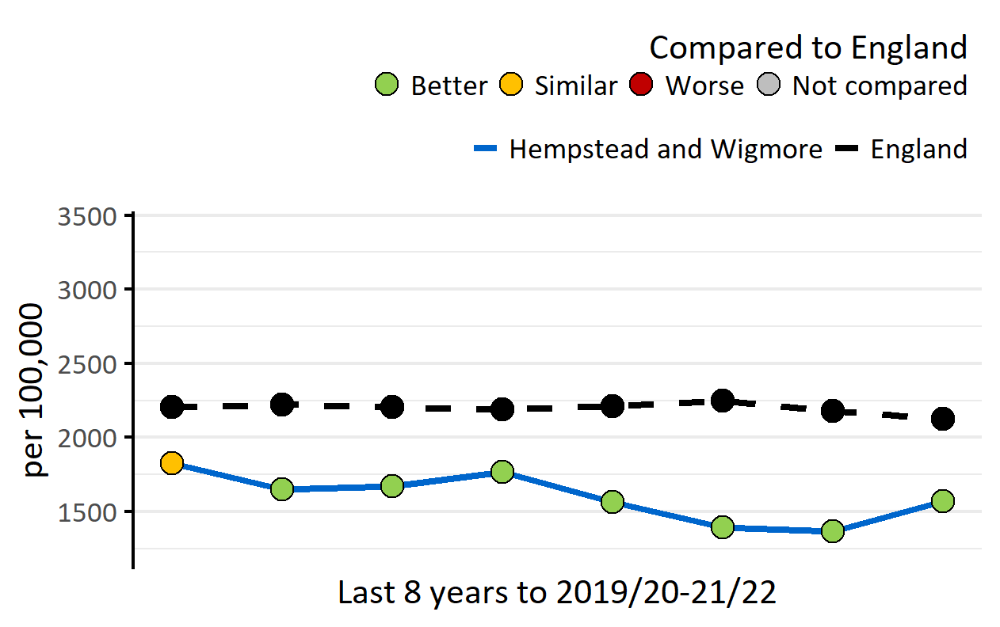 Compared to England
Better Similar Worse Not compared
Hempstead and Wigmore England
3500
3000
2500
2000
1500
per 100,000
Last 8 years to 2019/20-21/22